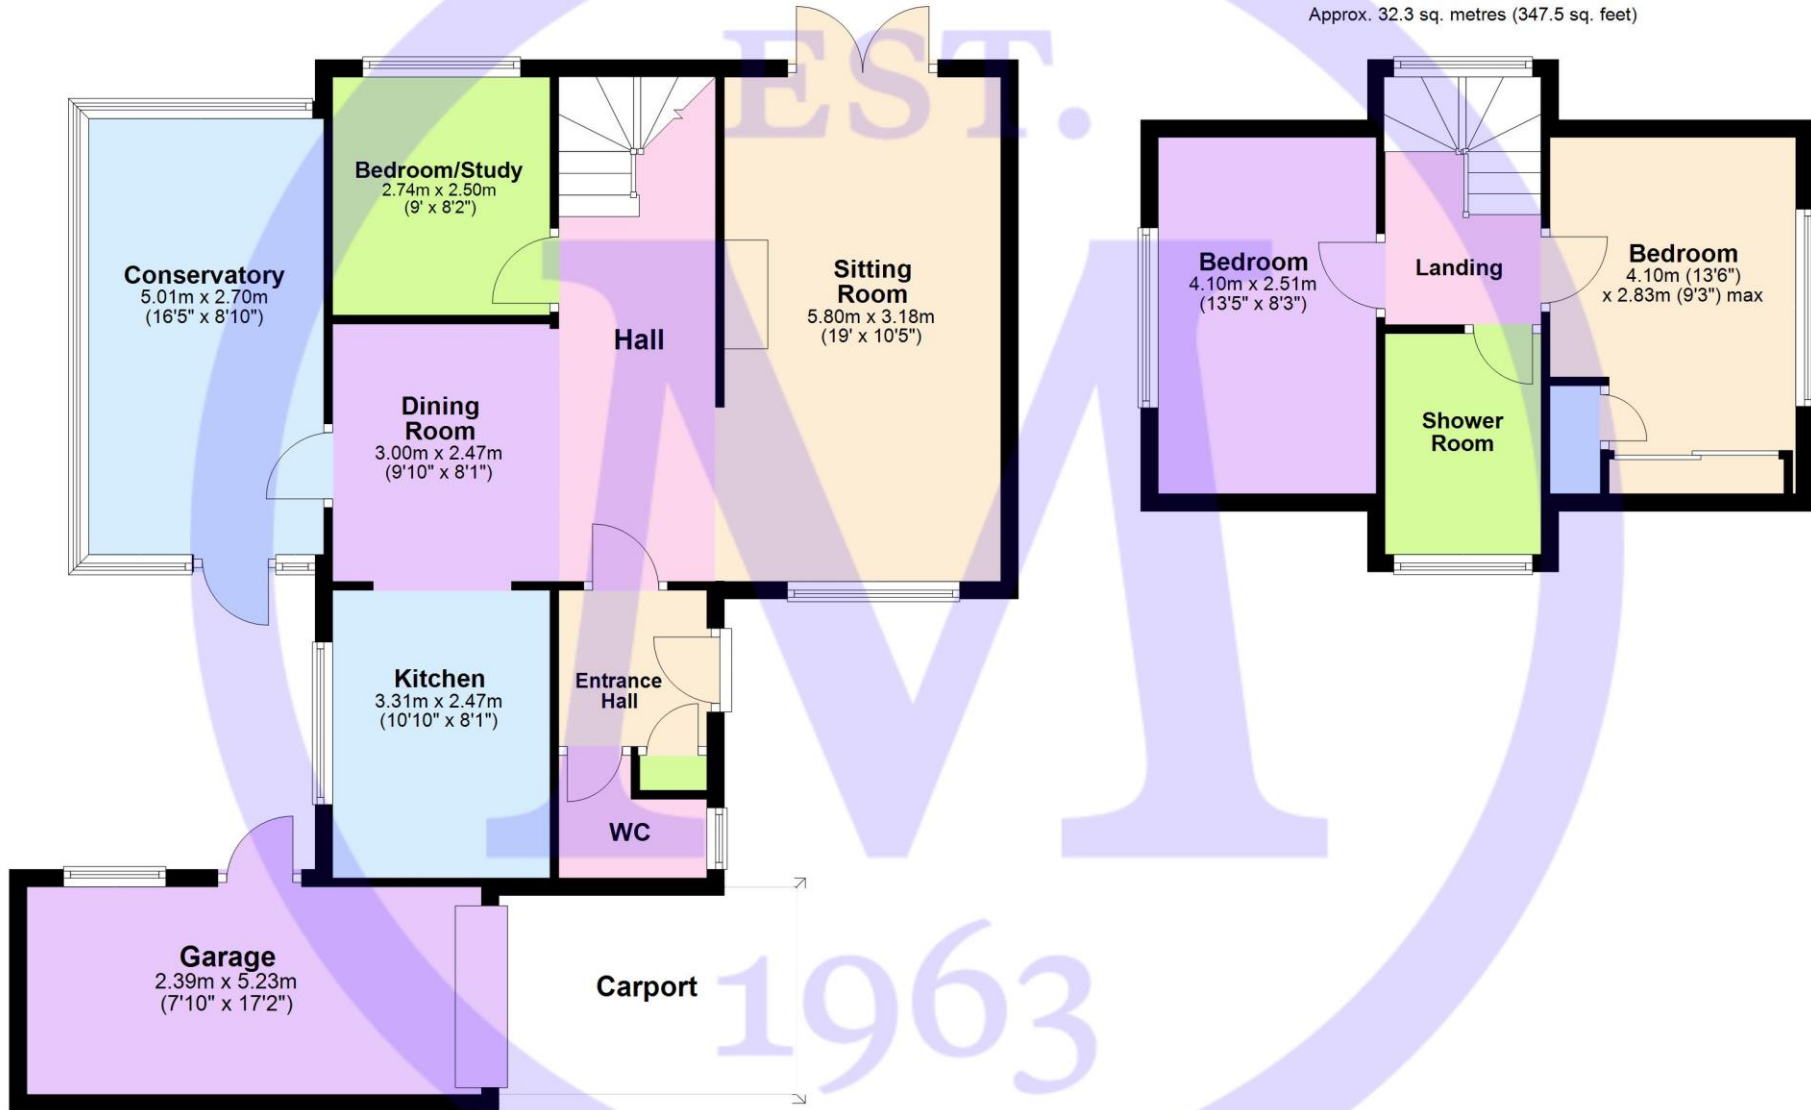 Approx. 32.3 sq. metres (347.5 sq. feet)
EST.
Bedroom/Study
2.74m x 2.50m
(9' x 8'2")
Conservatory
5.01m x 2.70m
(16'5" x 8'10")
Sitting
Room
5.80m x 3.18m
(19' x 10'5")
Hall
Dining
Room
3.00m x 2.47m
(9'10" x 8'1")
Kitchen
3.31m x 2.47m
(10'10" x 8'1")
Entrance
Hall
WC
Garage
2.39m x 5.23m
(7'10" x 17'2")
Carport
Bedroom
4.10m x 2.51m
(13'5" x 8'3")
Landing
Bedroom
4.10m (13'6")
x 2.83m (9'3") max
Shower
Room
M
1963